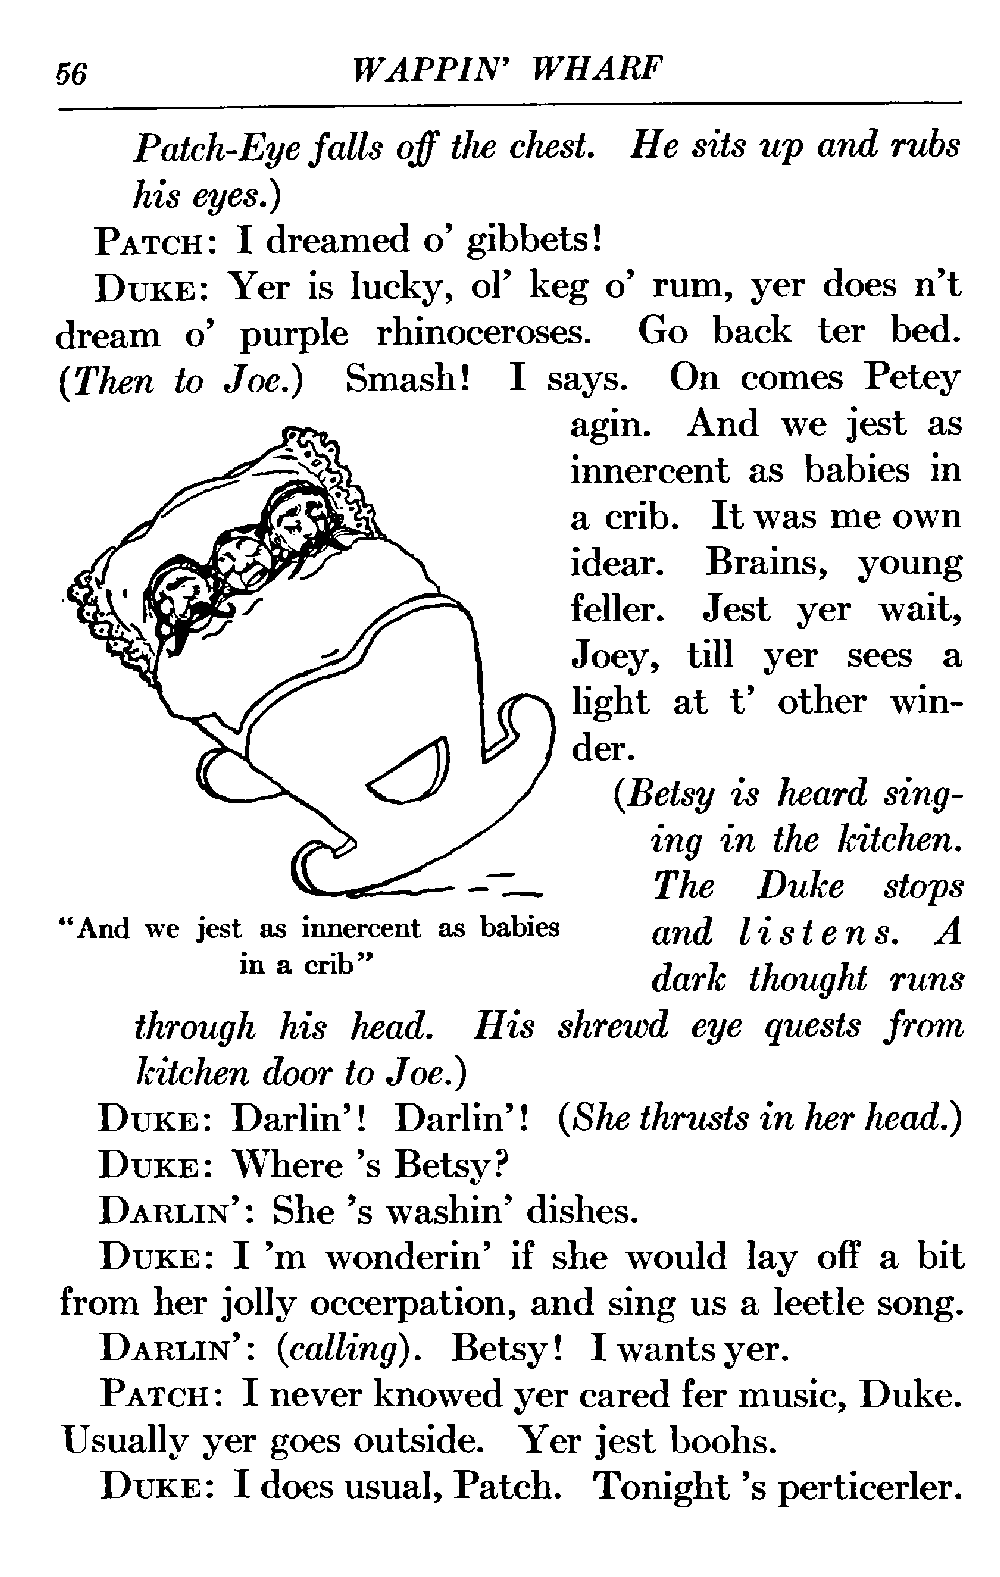 56 WAPPIN' WHARF
Patch-Eye falls off the chest. He sits up and rubs
his eyes.)
PATCH: I dreamed o' gibbets!
DUKE: Yer is lucky, ol' keg o' rum, yer does n't
dream o' purple rhinoceroses. Go back ter bed.
(Then to Joe.) Smash! I says. On comes Petey
agin. And we jest as
innercent as babies in
a crib. It was me own
idear. Brains, young
feller. Jest yer wait,
Joey, till yer sees a
light at t' other win-
der.
(Betsy is heard sing-
ing in the kitchen.
The Duke stops
and listens. A
dark thought runs
"And we jest as innercent as babies
in a crib"
through his head. His shrewd eye quests from
kitchen door to Joe.)
DUKE: Darlin'! Darlin'! (She thrusts in her head.)
DUKE: Where 's Betsy?
DARLIN': She 's washin' dishes.
DUKE: I 'm wonderin' if she would lay off a bit
from her jolly occerpation, and sing us a leetle song.
DARLIN': (calling). Betsy! I wants yer.
PATCH: I never knowed yer cared fer music, Duke.
Usually yer goes outside. Yer jest boohs.
DUKE: I does usual, Patch. Tonight 's perticerler.